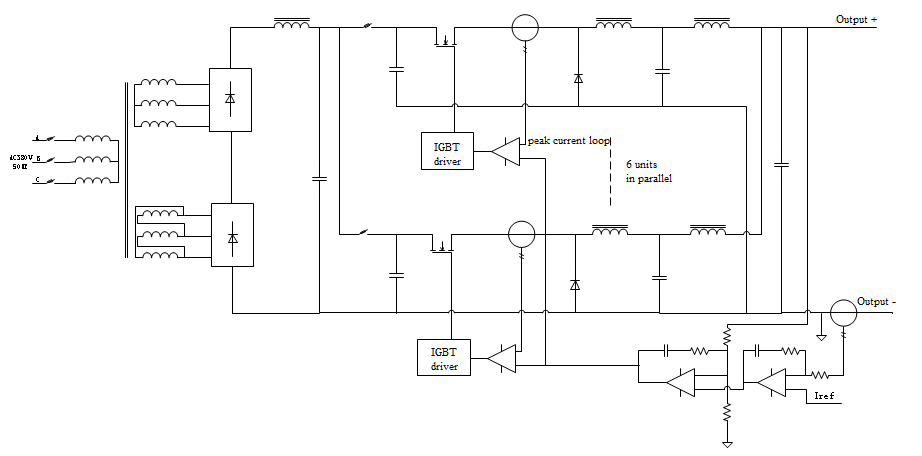 Output +
A
AC380V B
50HZ
C
IGBT
driver
peak current loop
6 units
in parallel
Output -
IGBT
driver
Iref